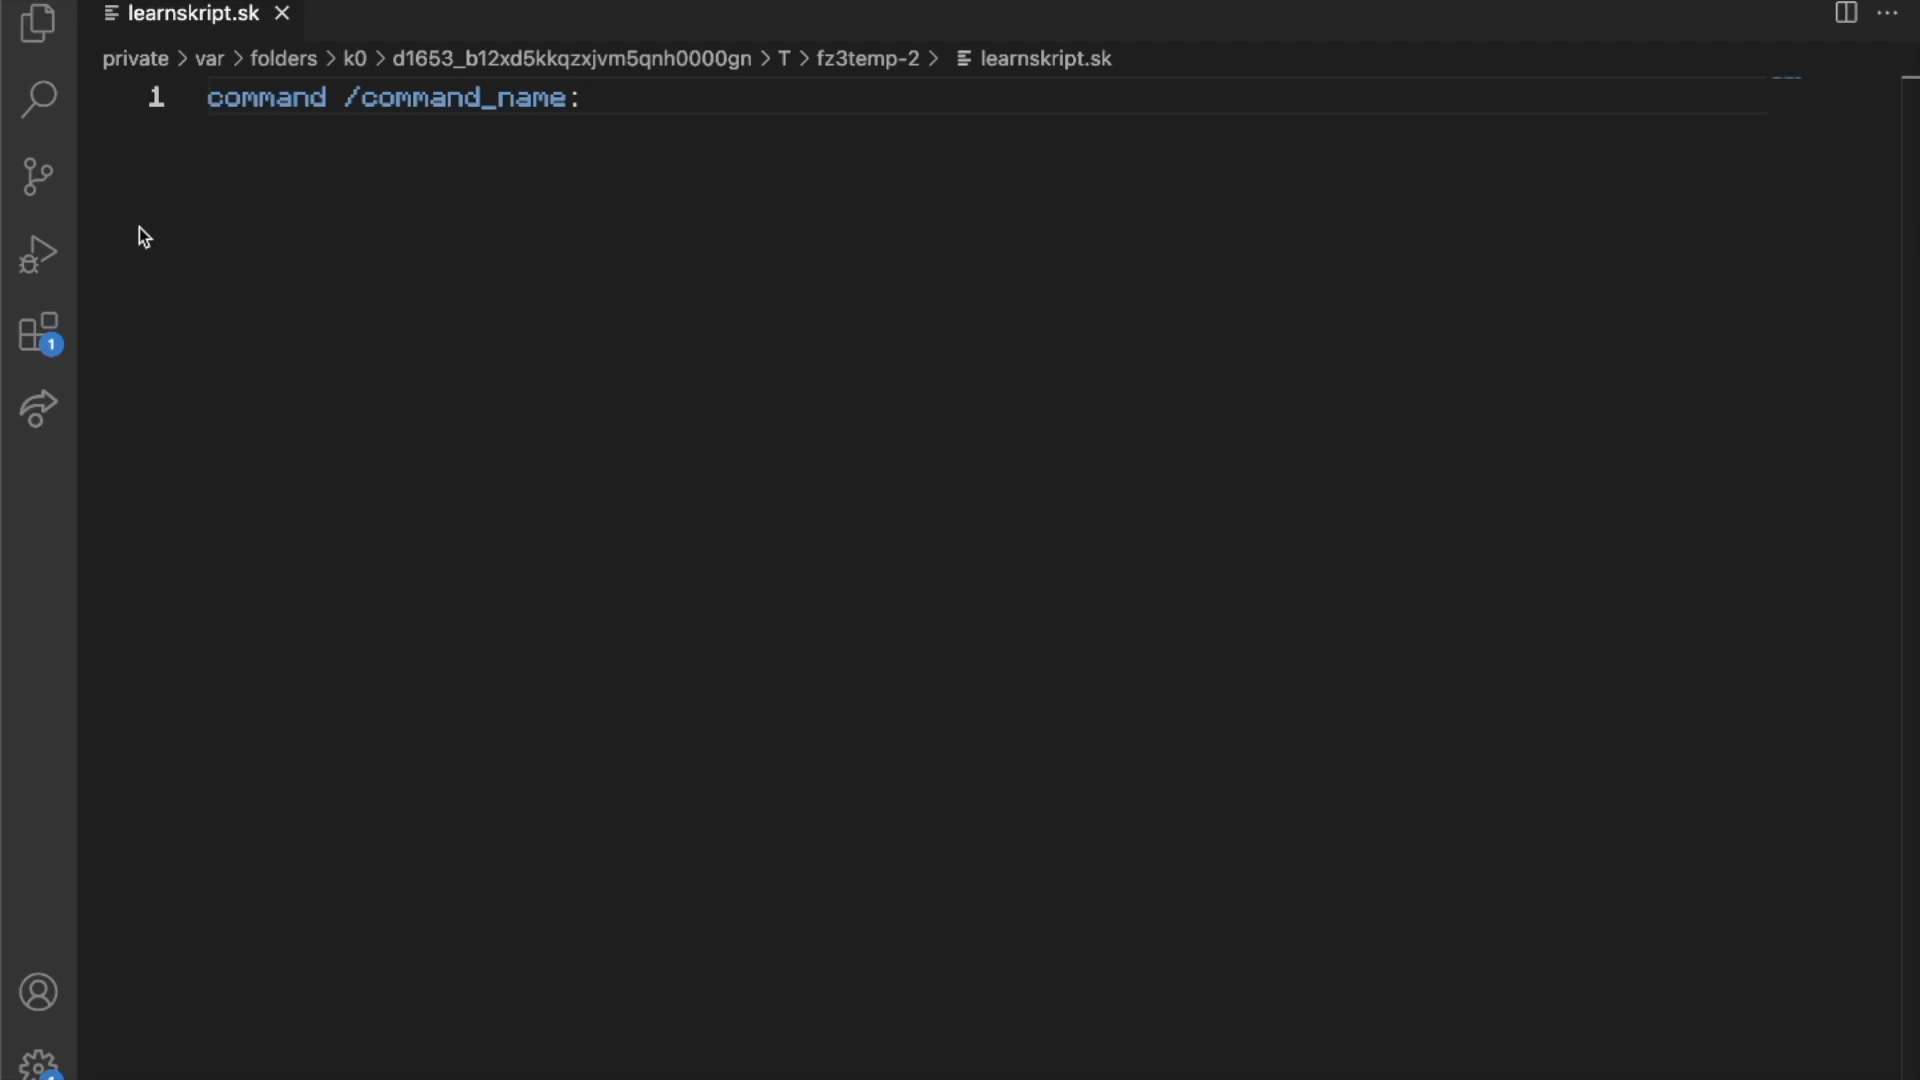 learnskript.sk
private > var > folders > k0 > d1653_b12xd5kkqzxjvm5qnh0000gn > T > fz3temp-2 > learnskript.sk
1 command /command_name:
1